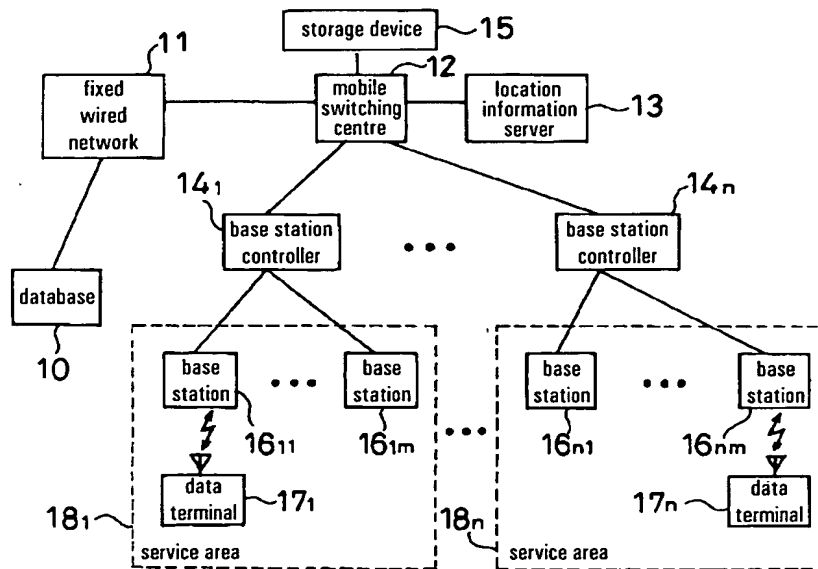 storage device
15
11
12
fixed
wired
network
mobile
switching
centre
location
information
server
13
14₁
14n
base station
controller
base station
controller
database
10
base
station
base
station
base
station
base
station
16₁₁
16₁m
16n₁
16nm
data
terminal
17₁
data
terminal
17n
18₁
18n
service area
service area